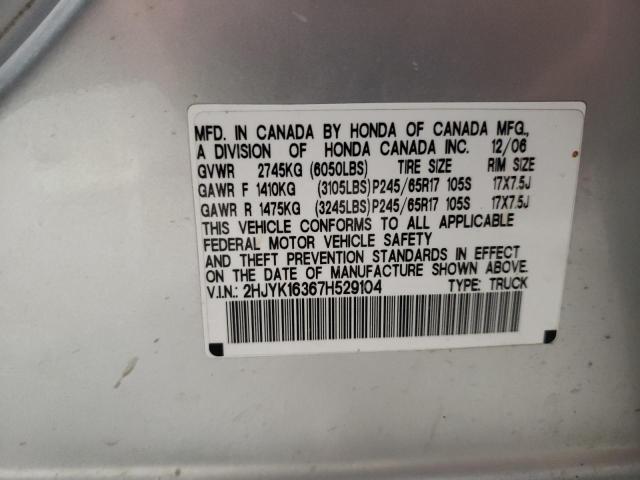 MFD. IN CANADA BY HONDA OF CANADA MFG.,
A DIVISION OF HONDA CANADA INC. 12/06
GVWR 2745KG (6050LBS) TIRE SIZE RIM SIZE
GAWR F 1410KG (3105LBS) P245/65R17 105S 17X7.5J
GAWR R 1475KG (3245LBS) P245/65R17 105S 17X7.5J
THIS VEHICLE CONFORMS TO ALL APPLICABLE
FEDERAL MOTOR VEHICLE SAFETY
AND THEFT PREVENTION STANDARDS IN EFFECT
ON THE DATE OF MANUFACTURE SHOWN ABOVE.
V.I.N.: 2HJYK16367H529104 TYPE: TRUCK